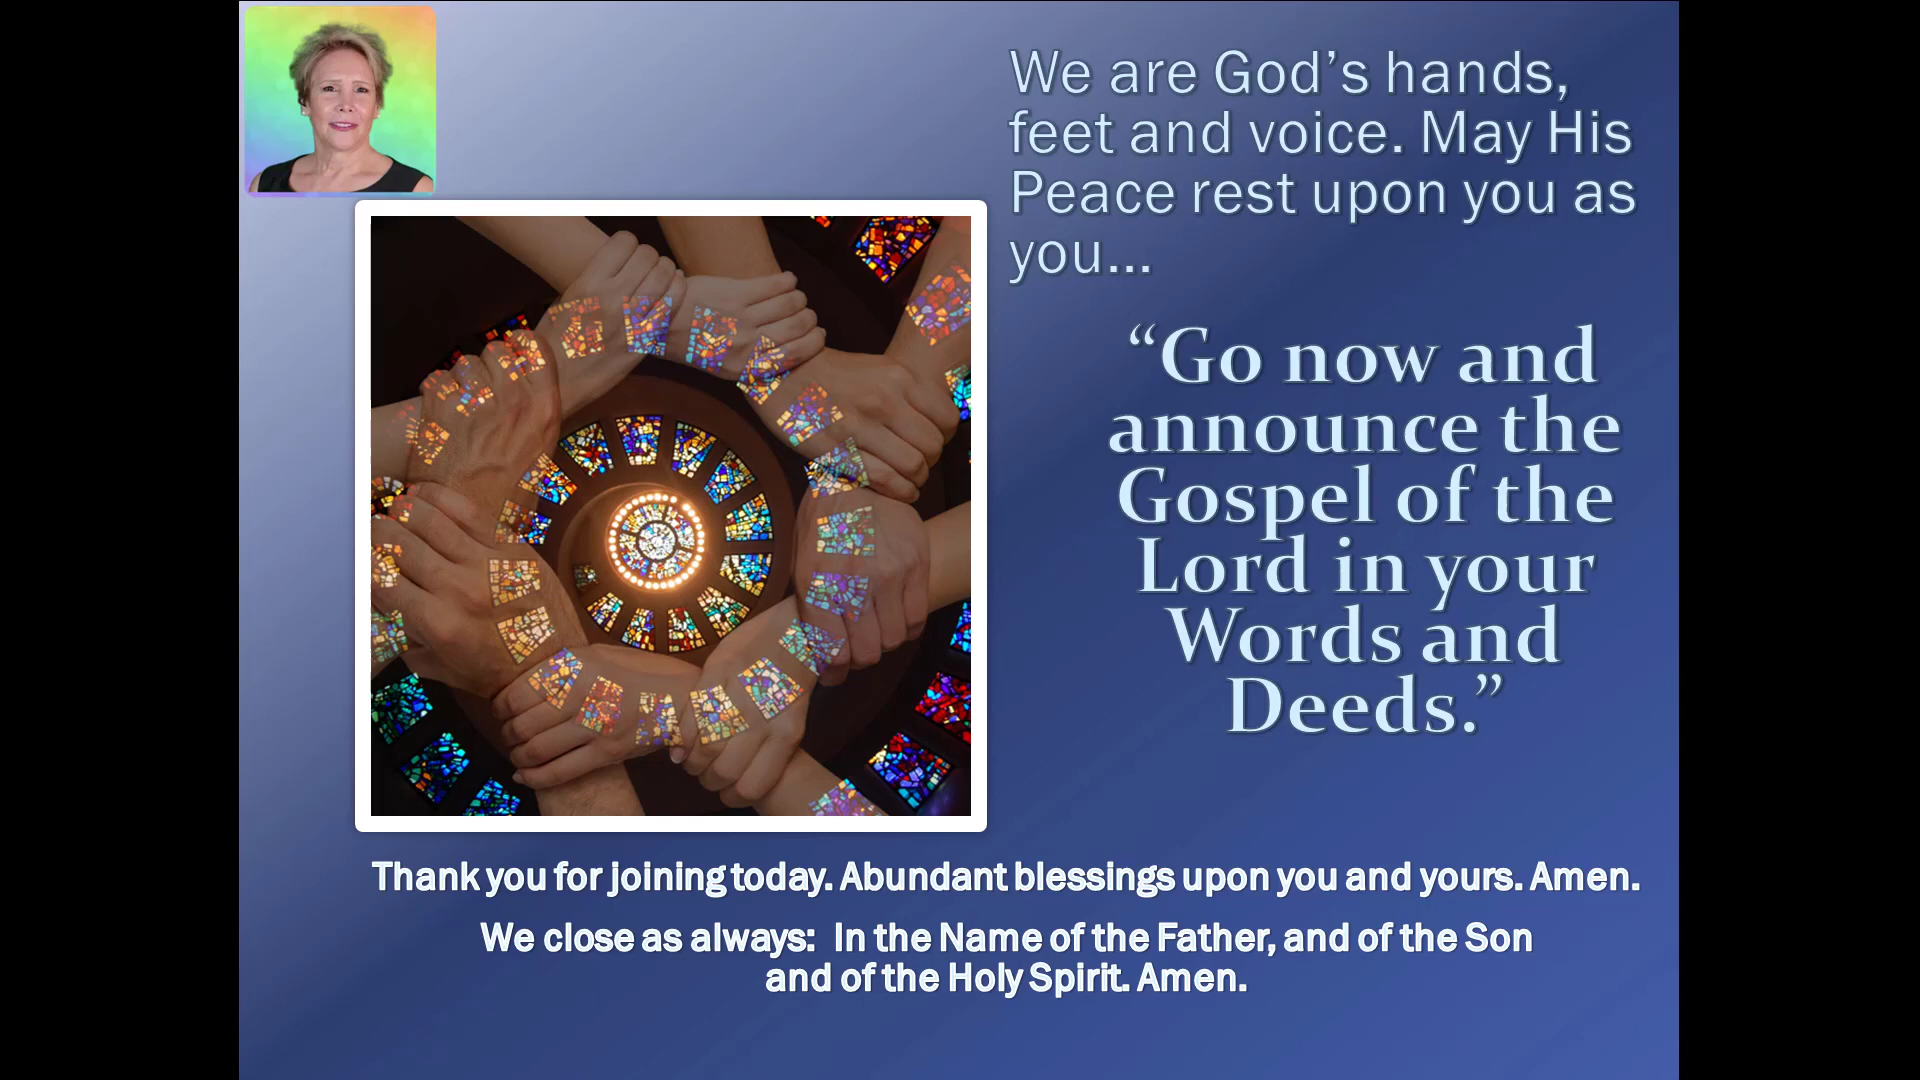 We are God’s hands,
feet and voice. May His
Peace rest upon you as
you…
“Go now and
announce the
Gospel of the
Lord in your
Words and
Deeds.”
Thank you for joining today. Abundant blessings upon you and yours. Amen.
We close as always:  In the Name of the Father, and of the Son
and of the Holy Spirit. Amen.